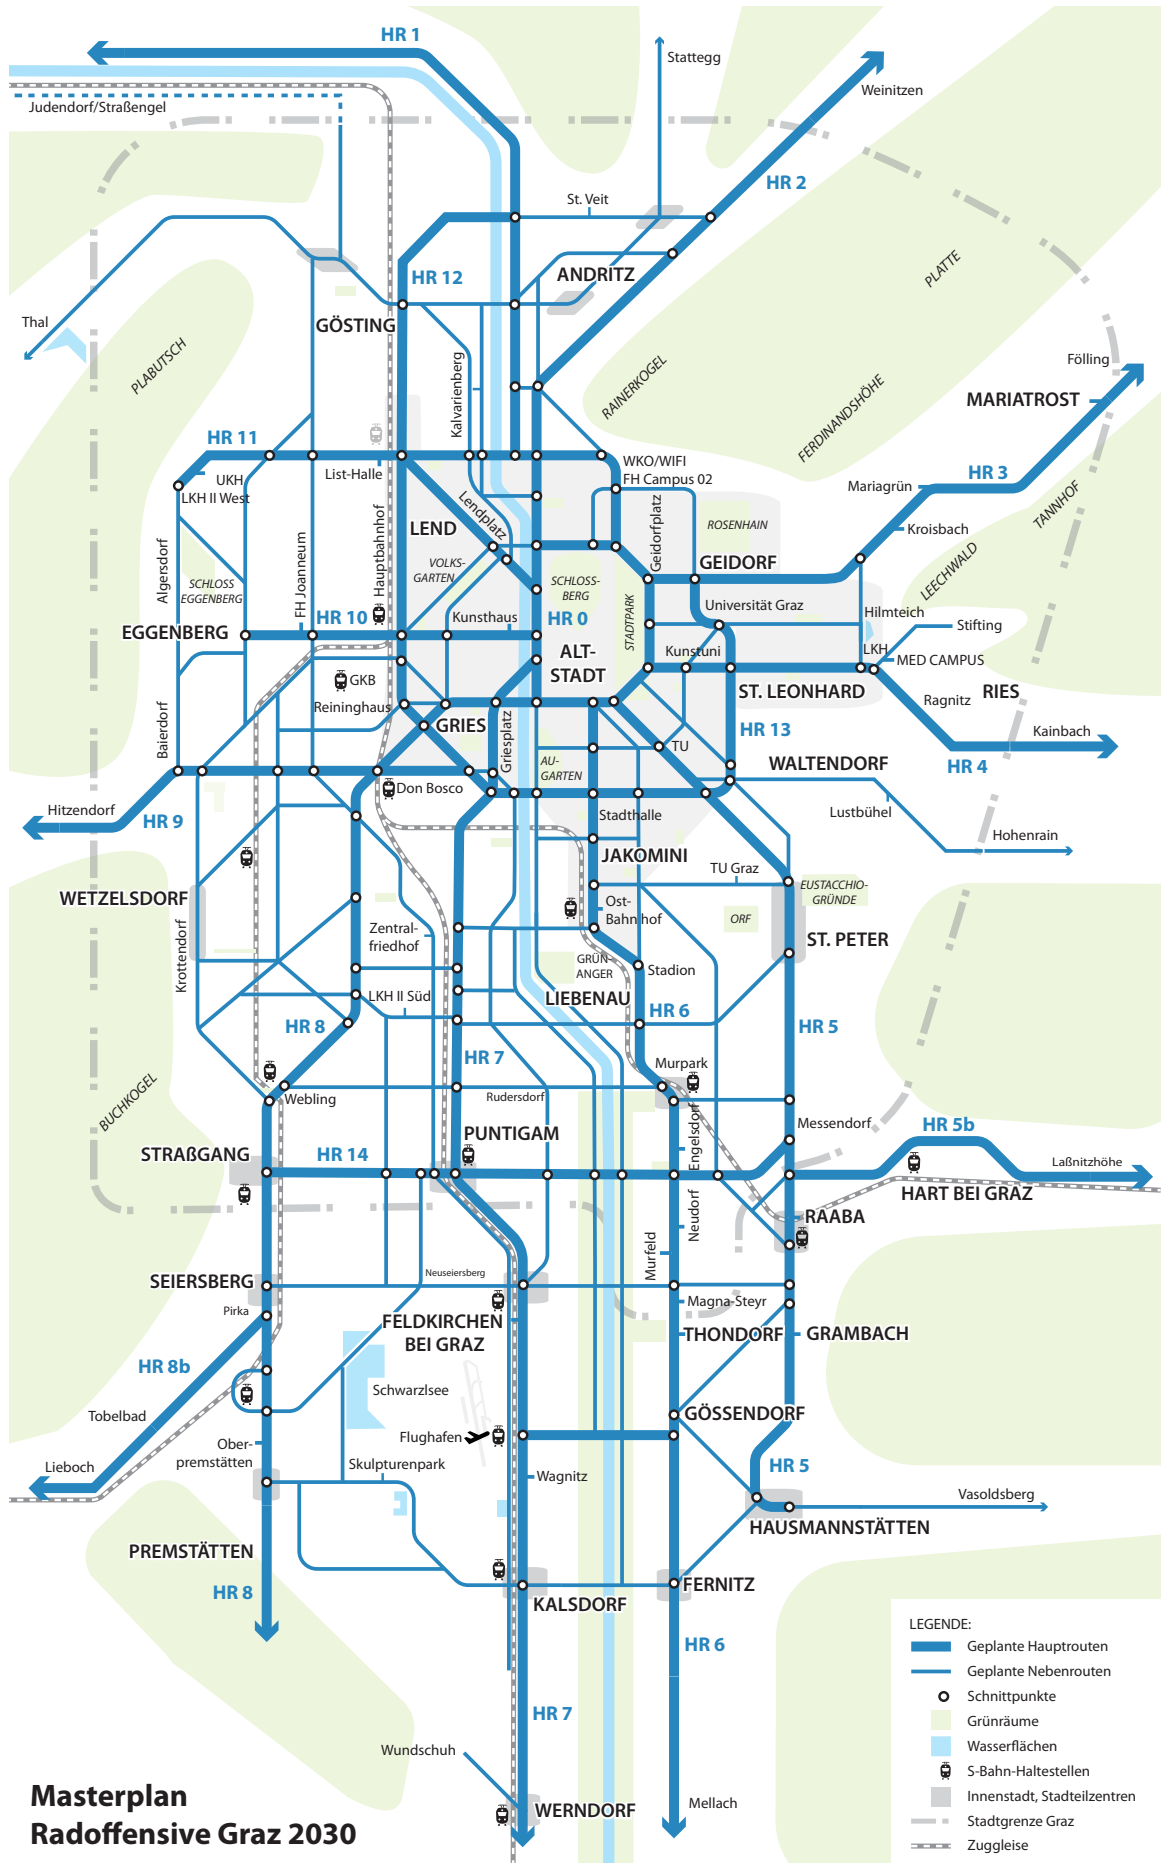 HR 1
Stattegg
Weinitzen
Judendorf/Straßengel
HR 2
St. Veit
ANDRITZ
PLATTE
HR 12
GÖSTING
Thal
PLABUTSCH
Kalvarienberg
RAINERKOGEL
FERDINANDSHÖHE
Fölling
MARIATROST
HR 11
List-Halle
UKH
LKH II West
WKO/WIFI
FH Campus 02
HR 3
Mariagrün
TANNHOF
Kroisbach
LEECHWALD
Lendplatz
LEND
Geidorfplatz
ROSENHAIN
GEIDORF
Algersdorf
SCHLOSS
EGGENBERG
FH Joanneum
Hauptbahnhof
VOLKS-
GARTEN
SCHLOSS-
BERG
STADTPARK
Universität Graz
Hilmteich
Stifting
EGGENBERG
HR 10
Kunsthaus
HR 0
ALT-
STADT
Kunstuni
LKH
MED CAMPUS
ST. LEONHARD
Ragnitz
RIES
GKB
Reininghaus
GRIES
Griesplatz
HR 13
TU
Kainbach
HR 4
Baierdorf
AU-
GARTEN
WALTENDORF
Don Bosco
Lustbühel
Hitzendorf
HR 9
Stadthalle
Hohenrain
JAKOMINI
TU Graz
EUSTACCHIO-
GRÜNDE
WETZELSDORF
Ost-
Bahnhof
ORF
Zentral-
friedhof
ST. PETER
Krottendorf
GRÜN-
ANGER
Stadion
LKH II Süd
LIEBENAU
HR 8
HR 6
HR 5
HR 7
Murpark
BUCHKOGEL
Webling
Rudersdorf
Engelsdorf
Messendorf
HR 5b
PUNTIGAM
STRAßGANG
HR 14
Laßnitzhöhe
HART BEI GRAZ
Neudorf
RAABA
Murfeld
SEIERSBERG
Neuseiersberg
Pirka
Magna-Steyr
FELDKIRCHEN
BEI GRAZ
THONDORF
GRAMBACH
HR 8b
Schwarzlsee
Tobelbad
GÖSSENDORF
Flughafen
Ober-
premstätten
Lieboch
Skulpturenpark
Wagnitz
HR 5
Vasoldsberg
HAUSMANNSTÄTTEN
PREMSTÄTTEN
HR 8
FERNITZ
KALSDORF
HR 6
HR 7
Wundschuh
WERNDORF
Mellach
LEGENDE:
Geplante Hauptrouten
Geplante Nebenrouten
Schnittpunkte
Grünräume
Wasserflächen
S-Bahn-Haltestellen
Innenstadt, Stadteilzentren
Stadtgrenze Graz
Zuggleise
Masterplan
Radoffensive Graz 2030